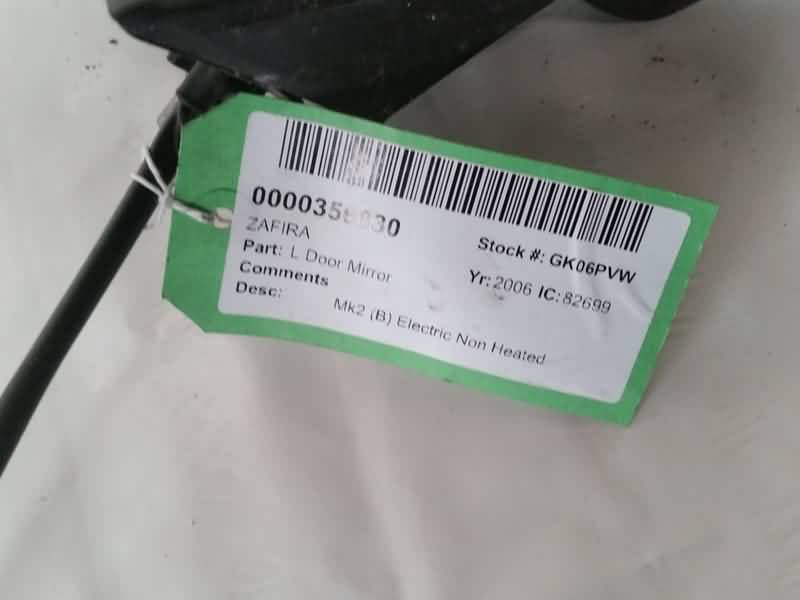 ZAFIRA
Stock #: GK06PVW
Part: L Door Mirror
Yr: 2006 IC: 82699
Comments
Desc:
Mk2 (B) Electric Non Heated